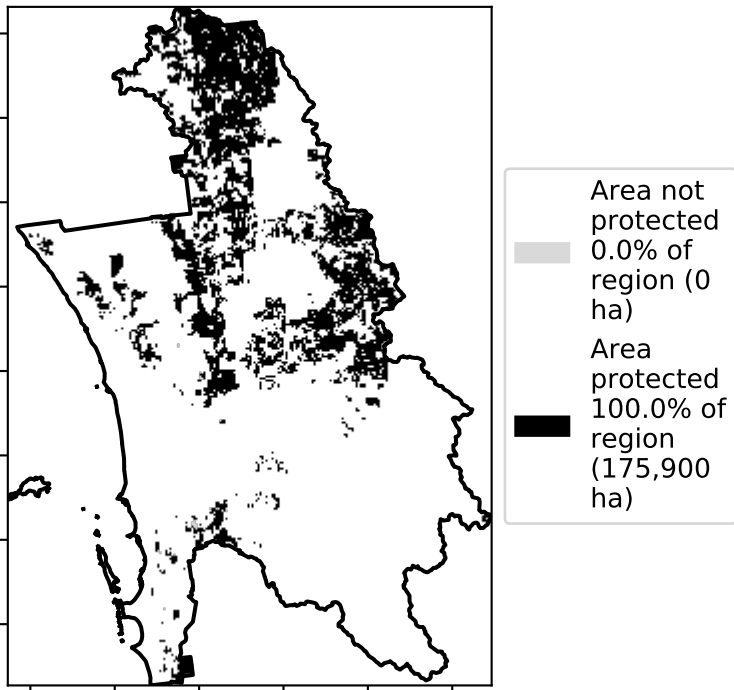 Area not
protected
0.0% of
region (0
ha)
Area
protected
100.0% of
region
(175,900
ha)